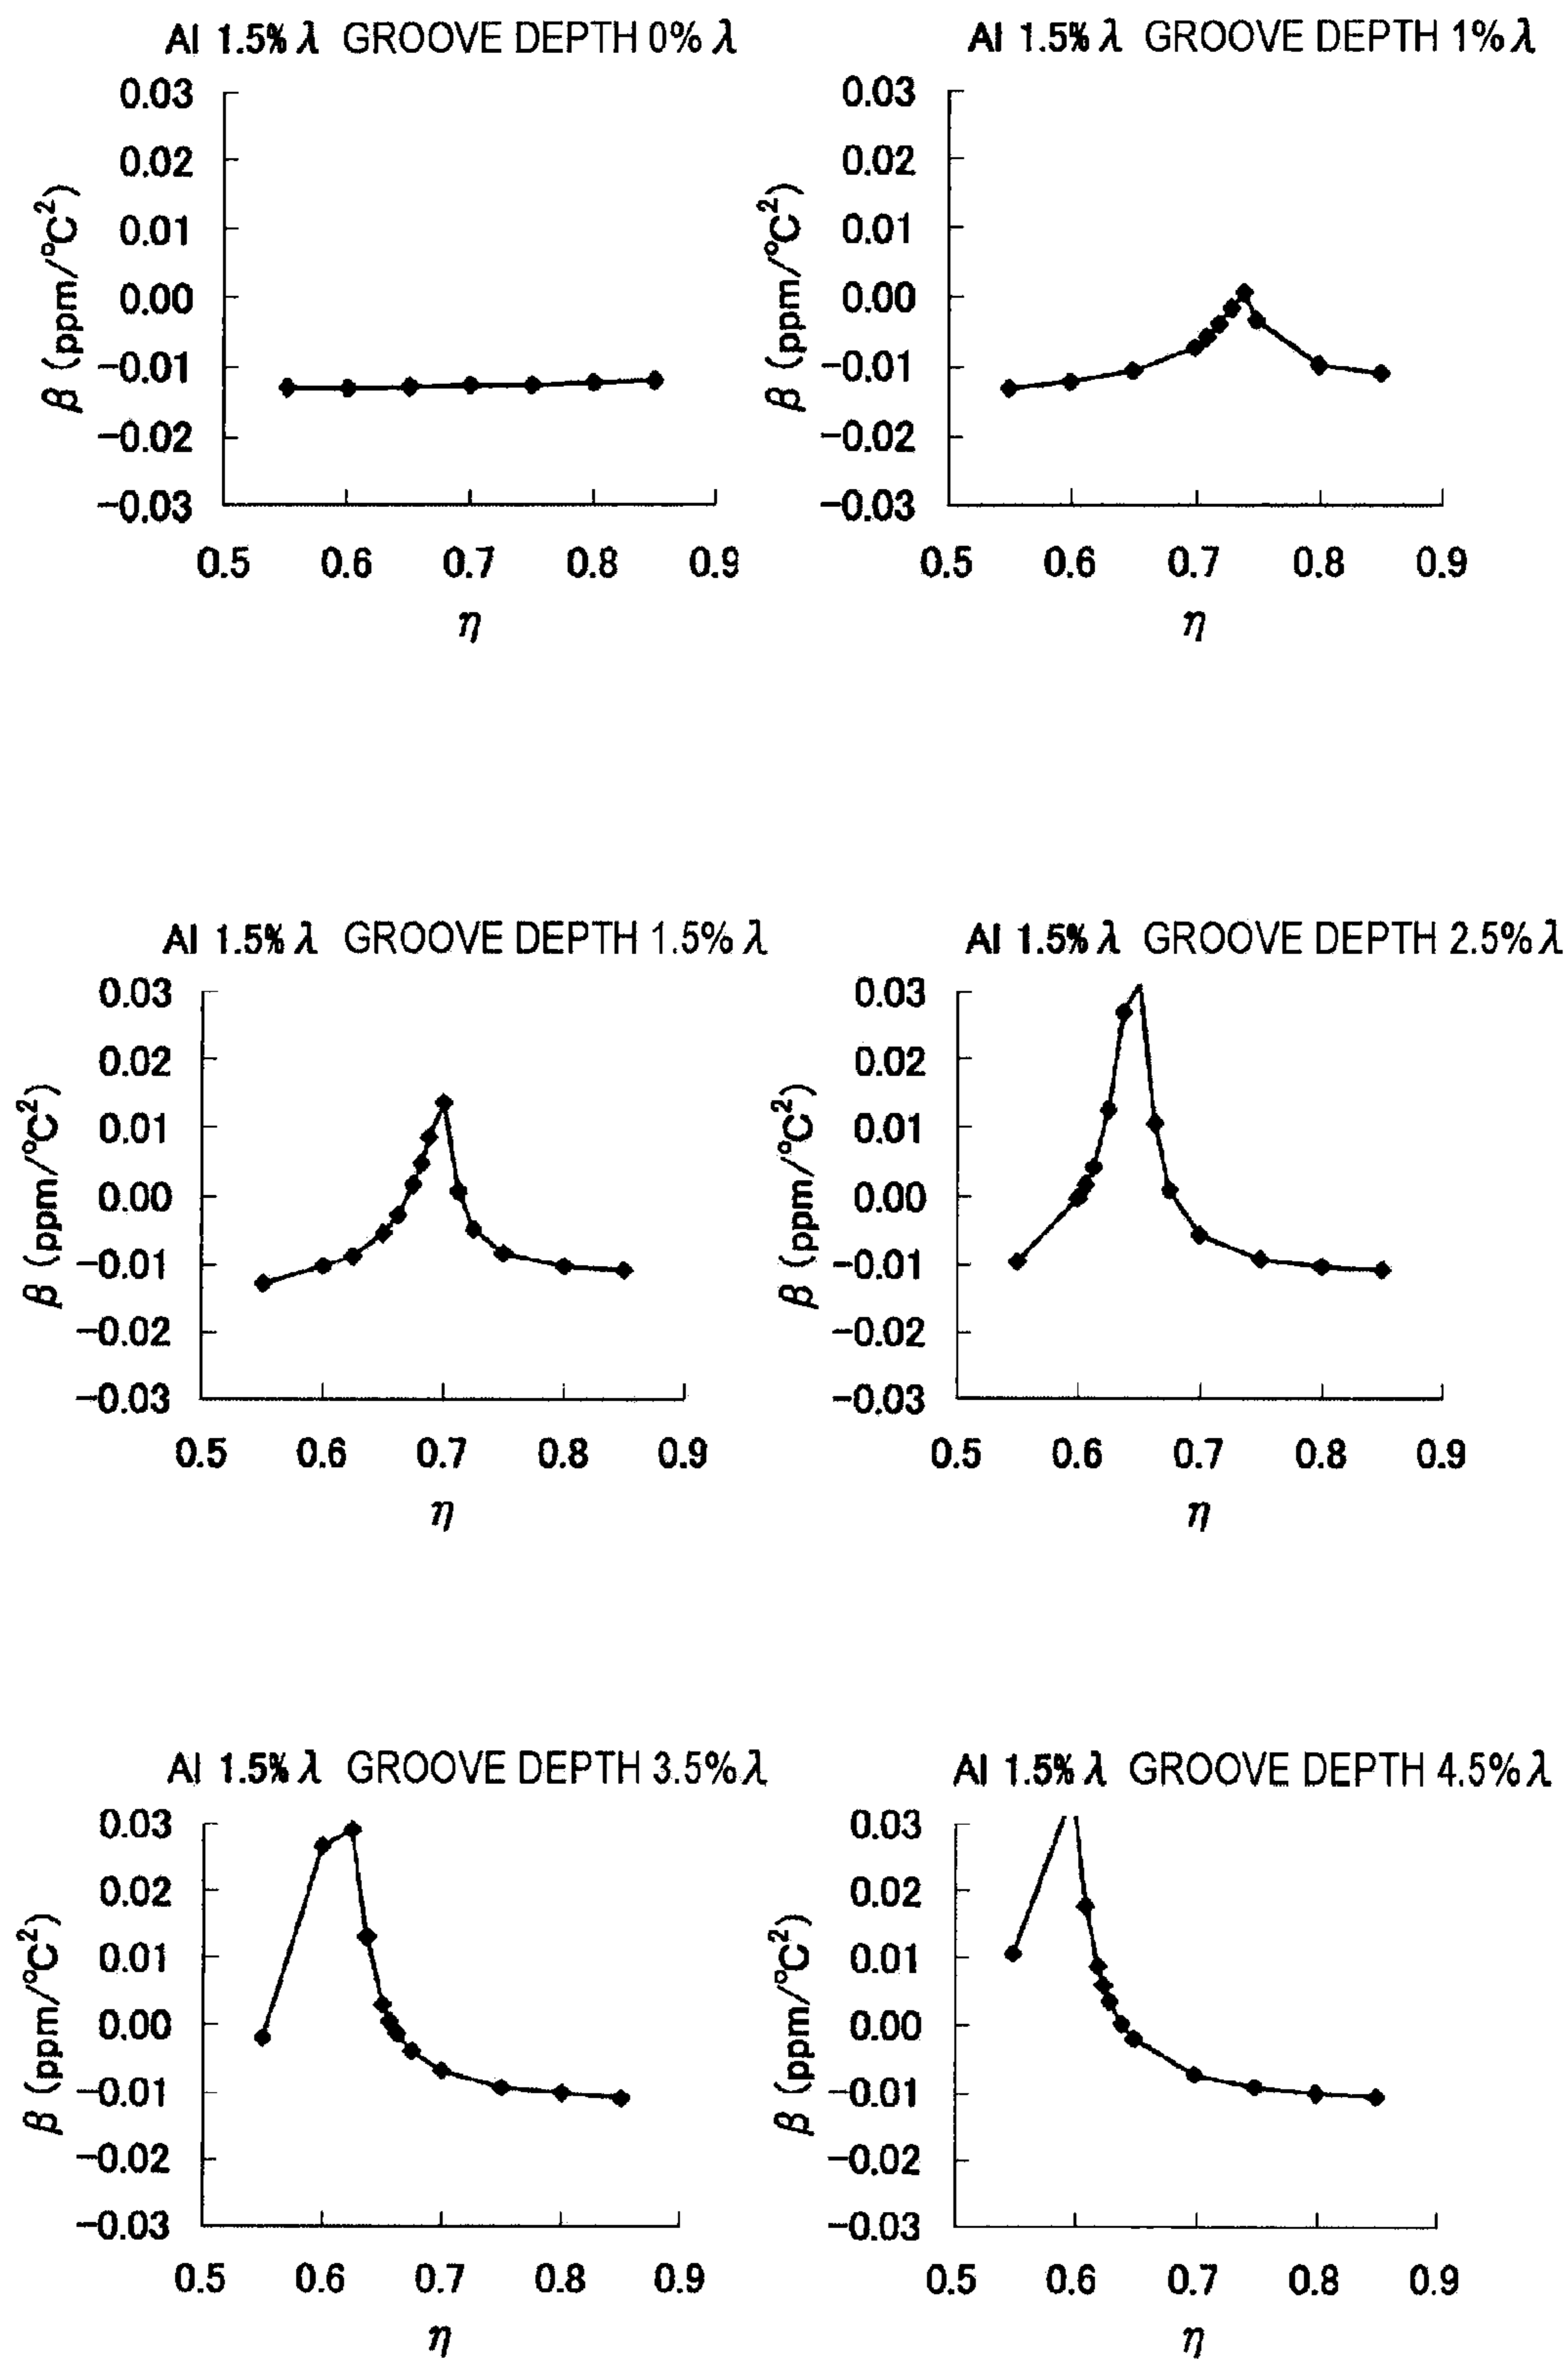 Al 1.5% λ GROOVE DEPTH 0% λ
0.03
0.02
0.01
0.00
−0.01
−0.02
−0.03
β (ppm/°C²)
0.5 0.6 0.7 0.8 0.9
η
Al 1.5% λ GROOVE DEPTH 1% λ
0.03
0.02
0.01
0.00
−0.01
−0.02
−0.03
β (ppm/°C²)
0.5 0.6 0.7 0.8 0.9
η
Al 1.5% λ GROOVE DEPTH 1.5% λ
0.03
0.02
0.01
0.00
−0.01
−0.02
−0.03
β (ppm/°C²)
0.5 0.6 0.7 0.8 0.9
η
Al 1.5% λ GROOVE DEPTH 2.5% λ
0.03
0.02
0.01
0.00
−0.01
−0.02
−0.03
β (ppm/°C²)
0.5 0.6 0.7 0.8 0.9
η
Al 1.5% λ GROOVE DEPTH 3.5% λ
0.03
0.02
0.01
0.00
−0.01
−0.02
−0.03
β (ppm/°C²)
0.5 0.6 0.7 0.8 0.9
η
Al 1.5% λ GROOVE DEPTH 4.5% λ
0.03
0.02
0.01
0.00
−0.01
−0.02
−0.03
β (ppm/°C²)
0.5 0.6 0.7 0.8 0.9
η